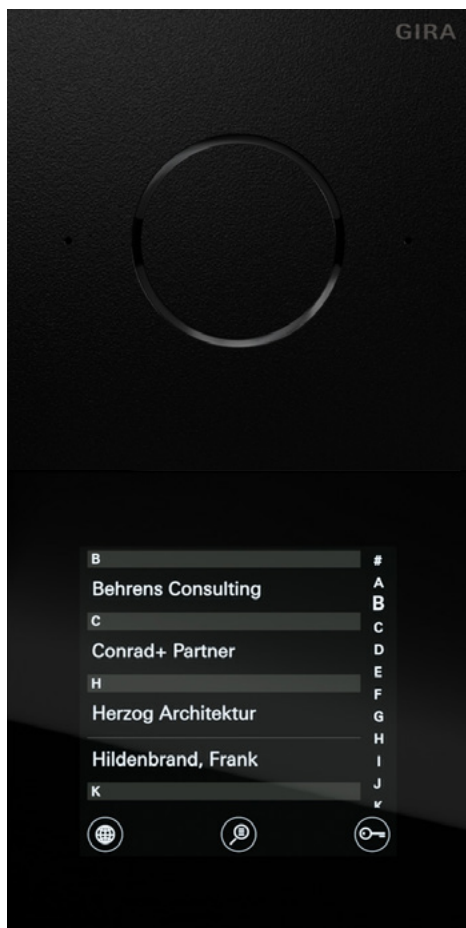 GIRA
B
Behrens Consulting
C
Conrad+ Partner
H
Herzog Architektur
Hildenbrand, Frank
K
#
A
B
C
D
E
F
G
H
I
J
K